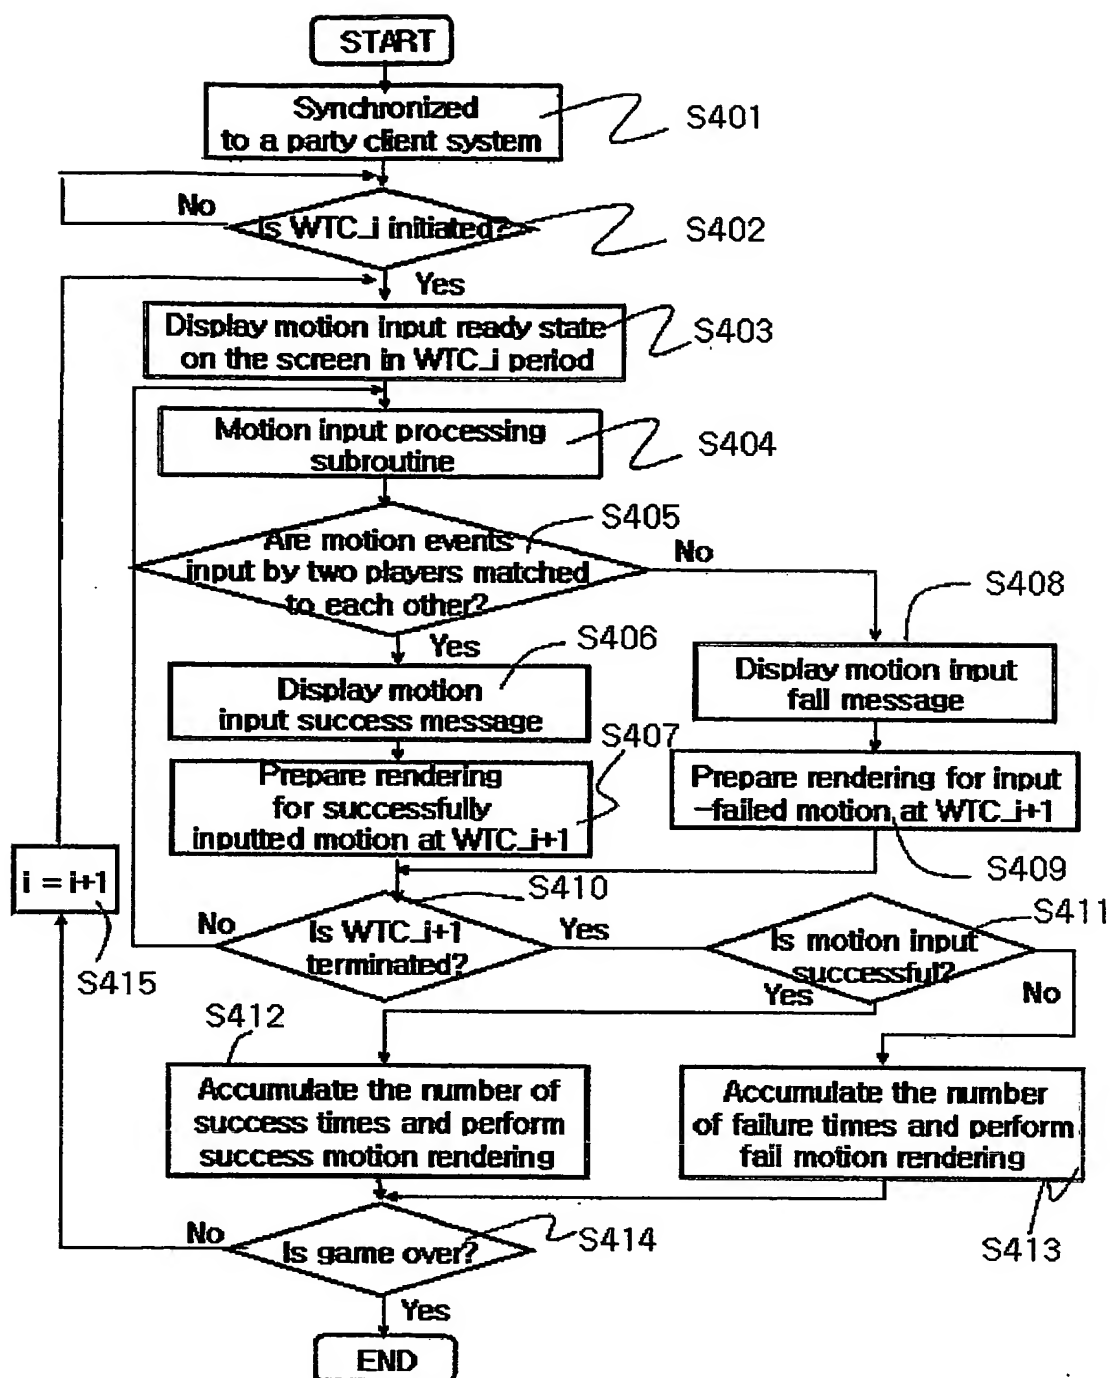 START
Synchronized
to a party client system
S401
No
Is WTC_i initiated?
S402
Yes
Display motion input ready state
on the screen in WTC_i period
S403
Motion input processing
subroutine
S404
Are motion events
input by two players matched
to each other?
S405
No
Yes
S406
S408
Display motion
input success message
Display motion input
fail message
S407
Prepare rendering
for successfully
inputted motion at WTC_i+1
Prepare rendering for input
-failed motion at WTC_i+1
S409
i = i+1
S415
S410
No
Is WTC_i+1
terminated?
Yes
S411
Is motion input
successful?
Yes
No
S412
Accumulate the number of
success times and perform
success motion rendering
Accumulate the number
of failure times and perform
fail motion rendering
S413
No
Is game over?
S414
Yes
END